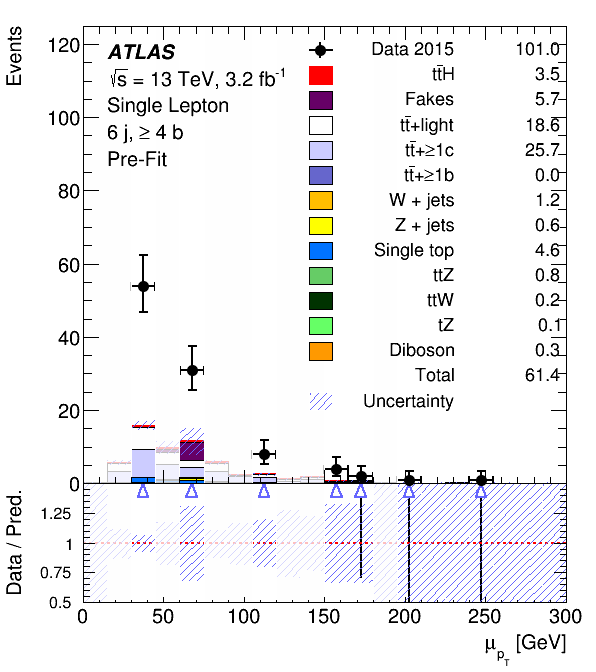 Events
120
100
80
60
40
20
0
ATLAS
√s = 13 TeV, 3.2 fb⁻¹
Single Lepton
6 j, ≥ 4 b
Pre-Fit
Data 2015 101.0
tt̄H 3.5
Fakes 5.7
tt̄+light 18.6
tt̄+≥1c 25.7
tt̄+≥1b 0.0
W + jets 1.2
Z + jets 0.6
Single top 4.6
ttZ 0.8
ttW 0.2
tZ 0.1
Diboson 0.3
Total 61.4
Uncertainty
Data / Pred.
1.25
1
0.75
0.5
0 50 100 150 200 250 300
μ_p_T [GeV]